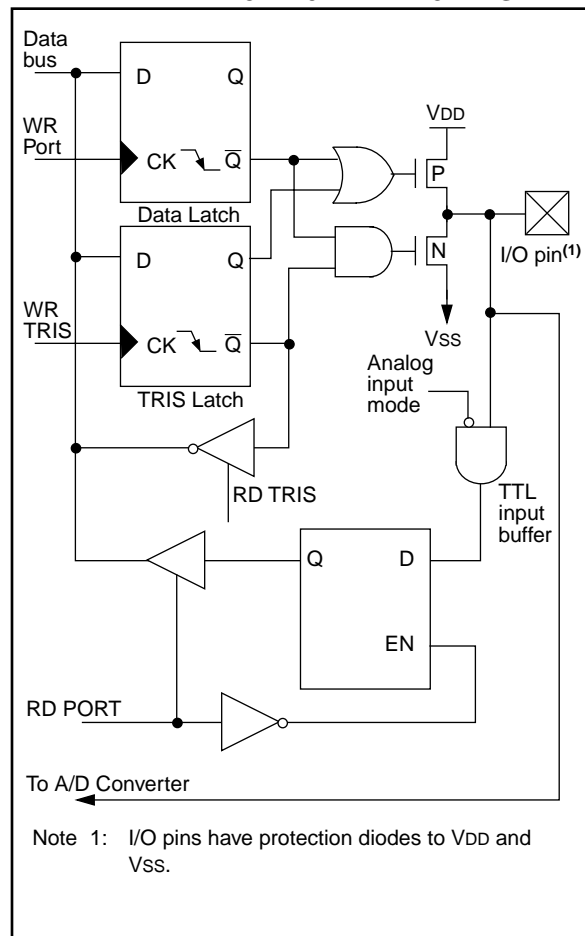 Data
bus
D
Q
VDD
WR
Port
CK
Q̅
P
Data Latch
I/O pin(1)
N
D
Q
WR
TRIS
CK
Q̅
VSS
TRIS Latch
Analog
input
mode
RD TRIS
TTL
input
buffer
Q
D
EN
RD PORT
To A/D Converter
Note 1: I/O pins have protection diodes to VDD and
VSS.